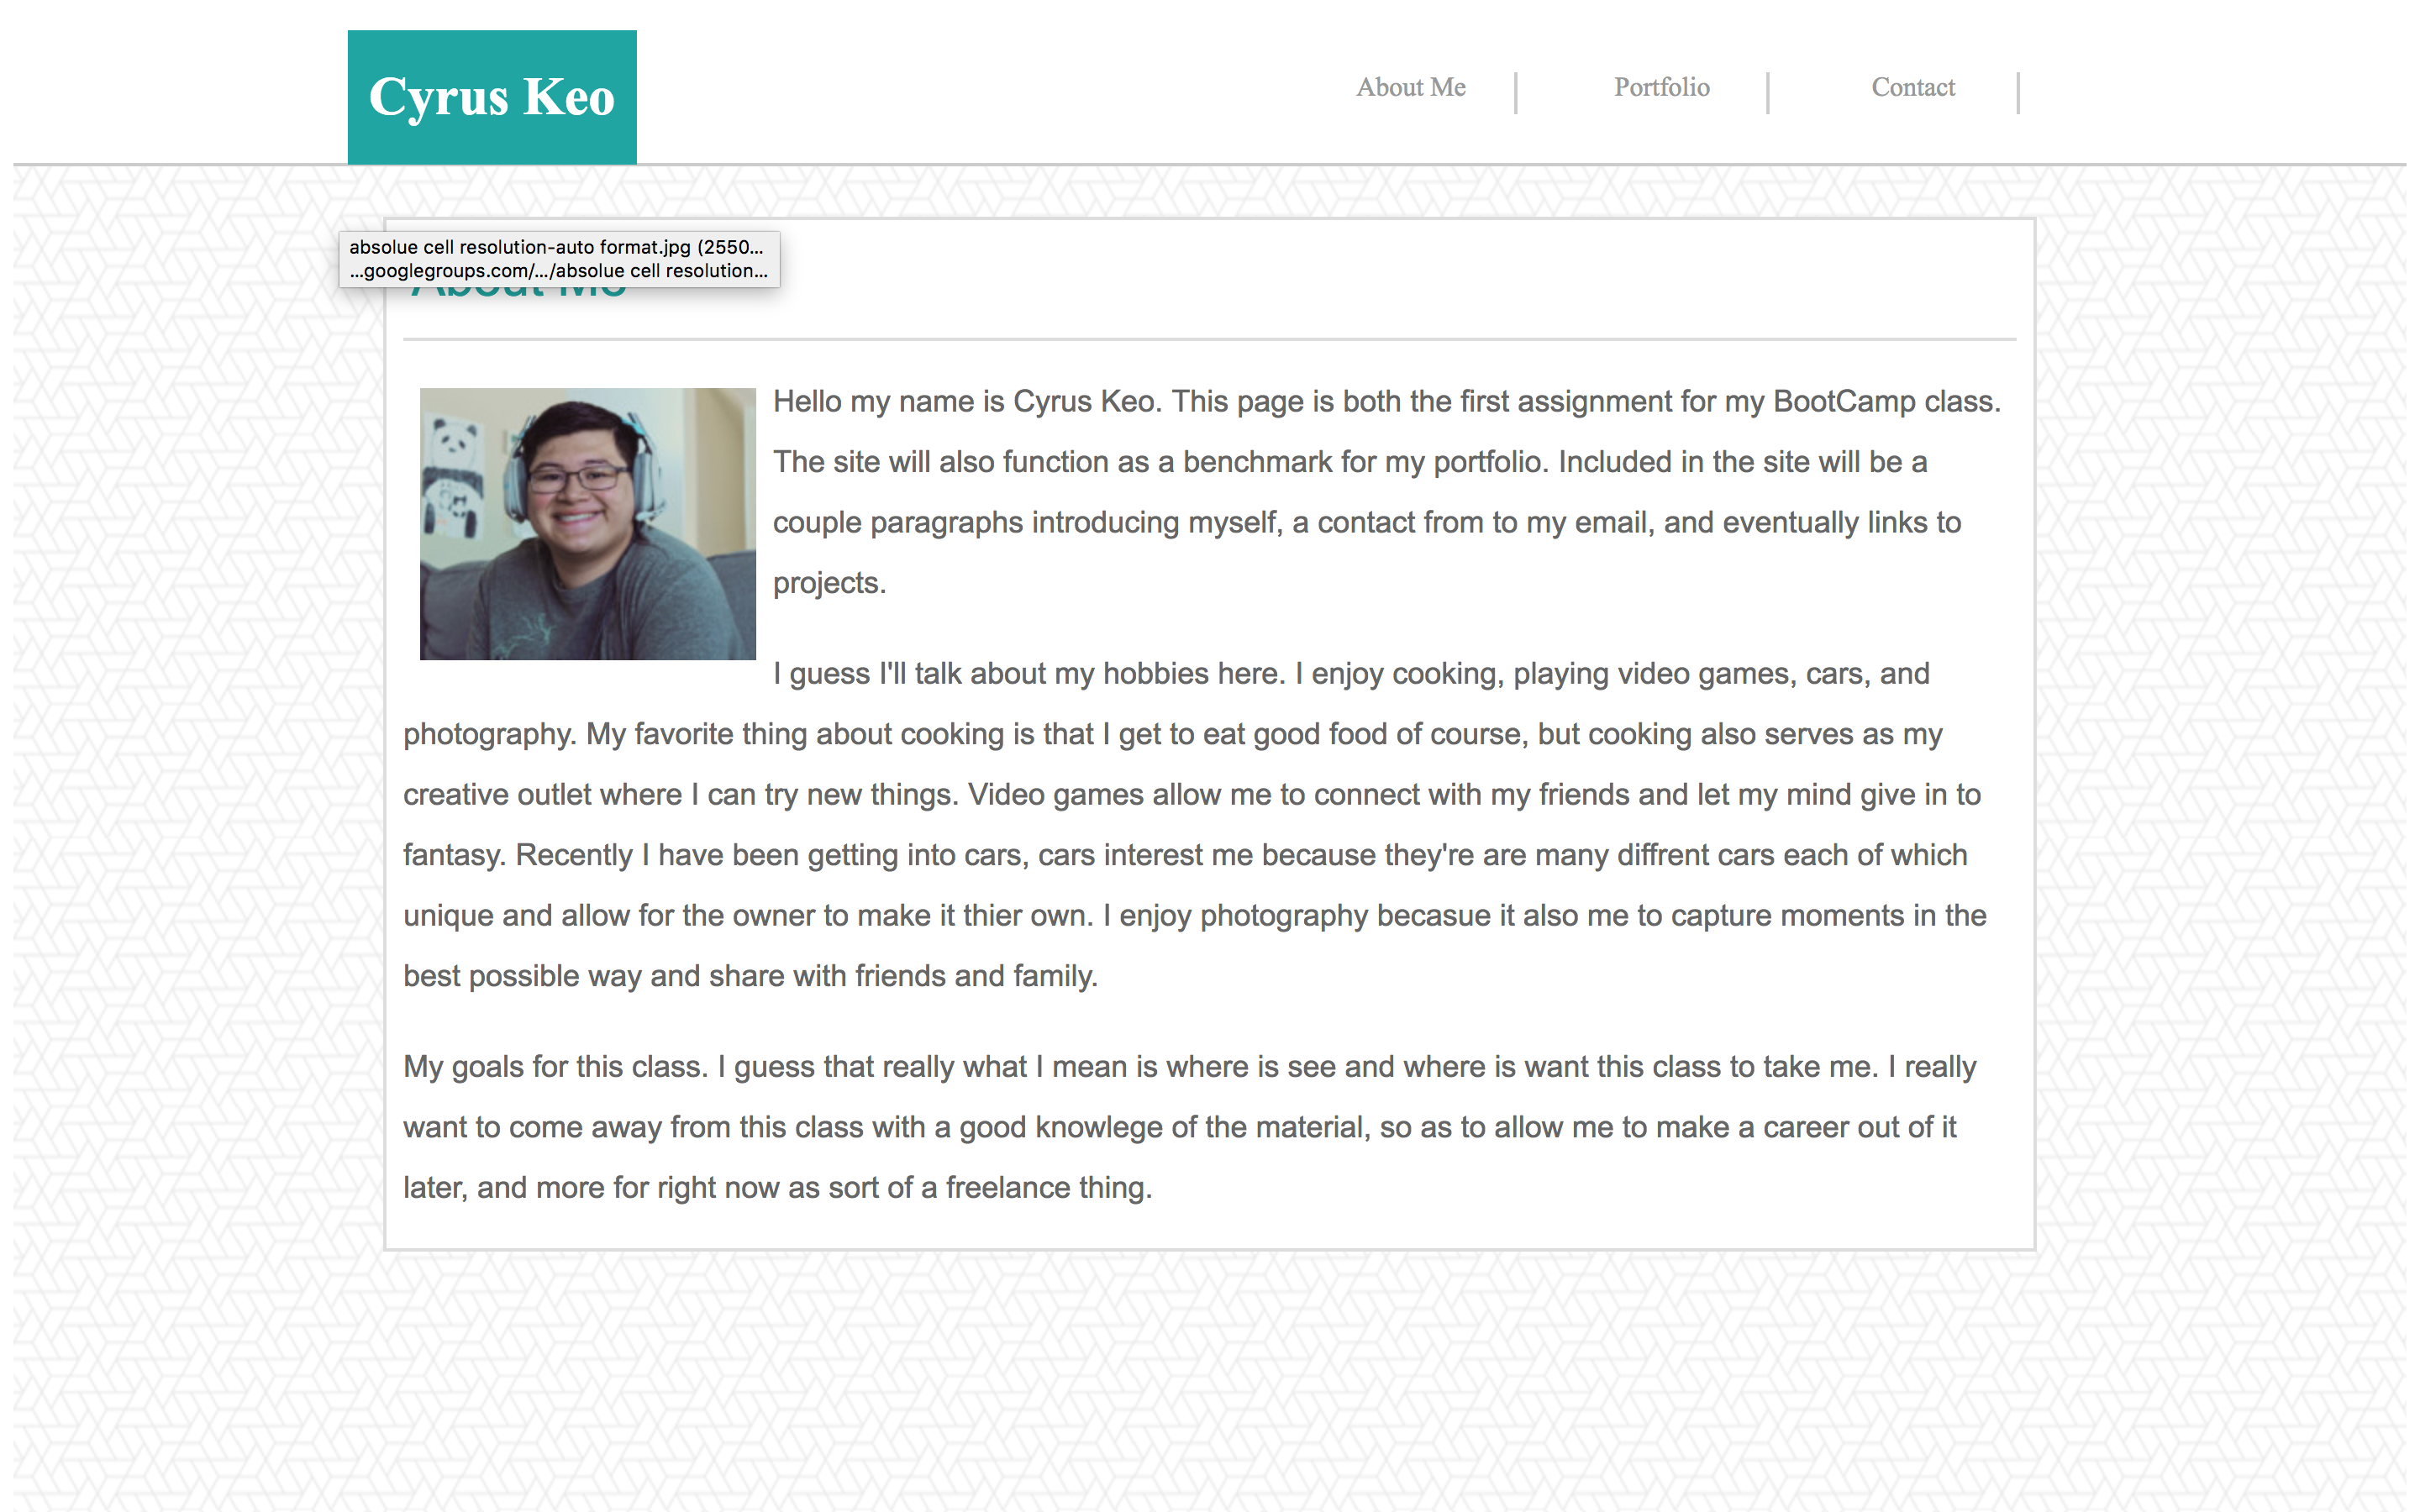 Cyrus Keo
About Me
Portfolio
Contact
absolue cell resolution-auto format.jpg (2550...
...googlegroups.com/.../absolue cell resolution...
About Me
Hello my name is Cyrus Keo. This page is both the first assignment for my BootCamp class.
The site will also function as a benchmark for my portfolio. Included in the site will be a
couple paragraphs introducing myself, a contact from to my email, and eventually links to
projects.
I guess I'll talk about my hobbies here. I enjoy cooking, playing video games, cars, and
photography. My favorite thing about cooking is that I get to eat good food of course, but cooking also serves as my
creative outlet where I can try new things. Video games allow me to connect with my friends and let my mind give in to
fantasy. Recently I have been getting into cars, cars interest me because they're are many diffrent cars each of which
unique and allow for the owner to make it thier own. I enjoy photography becasue it also me to capture moments in the
best possible way and share with friends and family.
My goals for this class. I guess that really what I mean is where is see and where is want this class to take me. I really
want to come away from this class with a good knowlege of the material, so as to allow me to make a career out of it
later, and more for right now as sort of a freelance thing.